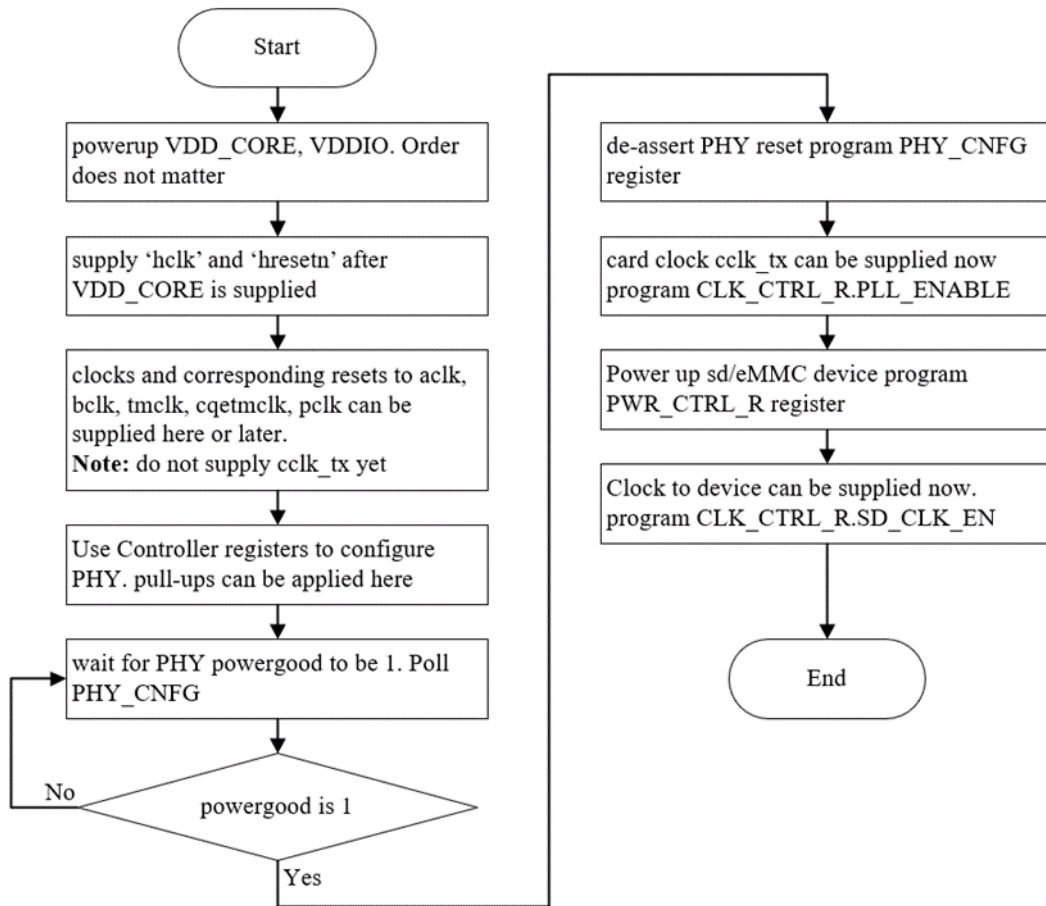 Start
powerup VDD_CORE, VDDIO. Order
does not matter
supply ‘hclk’ and ‘hresetn’ after
VDD_CORE is supplied
clocks and corresponding resets to aclk,
bclk, tmclk, cqetmclk, pclk can be
supplied here or later.
Note: do not supply cclk_tx yet
Use Controller registers to configure
PHY. pull-ups can be applied here
wait for PHY powergood to be 1. Poll
PHY_CNFG
No
powergood is 1
Yes
de-assert PHY reset program PHY_CNFG
register
card clock cclk_tx can be supplied now
program CLK_CTRL_R.PLL_ENABLE
Power up sd/eMMC device program
PWR_CTRL_R register
Clock to device can be supplied now.
program CLK_CTRL_R.SD_CLK_EN
End